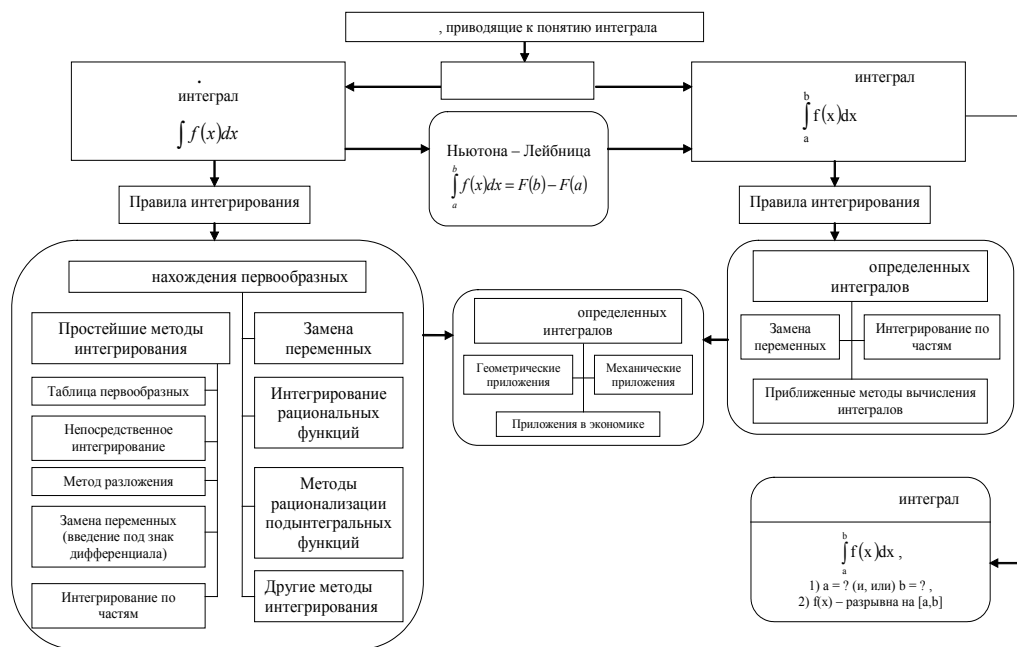 , приводящие к понятию интеграла
интеграл
∫ f(x)dx
интеграл
b
∫ f(x)dx
a
Ньютона – Лейбница
b
∫ f(x)dx = F(b) − F(a)
a
Правила интегрирования
Правила интегрирования
нахождения первообразных
Простейшие методы
интегрирования
Таблица первообразных
Непосредственное
интегрирование
Метод разложения
Замена переменных
(введение под знак
дифференциала)
Интегрирование по
частям
Замена
переменных
Интегрирование
рациональных
функций
Методы
рационализации
подынтегральных
функций
Другие методы
интегрирования
определенных
интегралов
Геометрические
приложения
Механические
приложения
Приложения в экономике
определенных
интегралов
Замена
переменных
Интегрирование по
частям
Приближенные методы вычисления
интегралов
интеграл
b
∫ f(x)dx ,
a
1) a = ? (и, или) b = ? ,
2) f(x) – разрывна на [a,b]